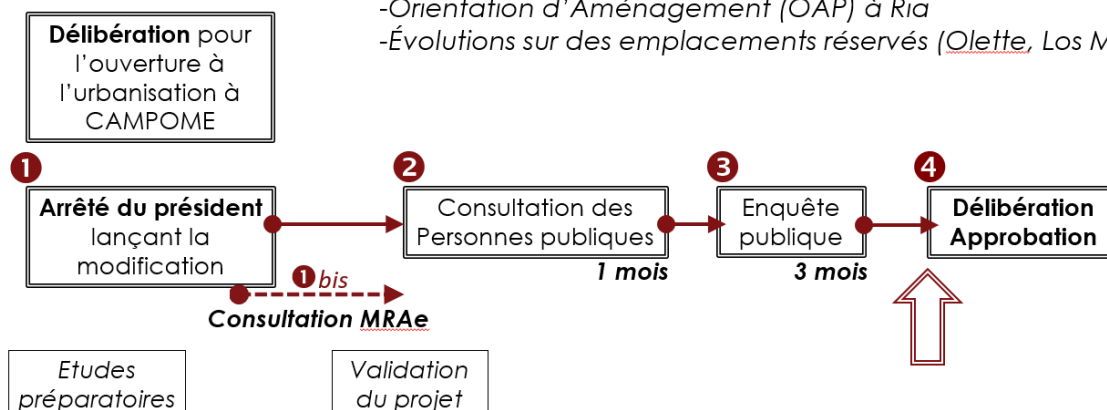 -Orientation d'Aménagement (OAP) à Ria
-Évolutions sur des emplacements réservés (Olette, Los M
Délibération pour
l'ouverture à
l'urbanisation à
CAMPOME
1
Arrêté du président
lançant la
modification
2
Consultation des
Personnes publiques
1 mois
3
Enquête
publique
3 mois
4
Délibération
Approbation
1 bis
Consultation MRAe
Etudes
préparatoires
Validation
du projet